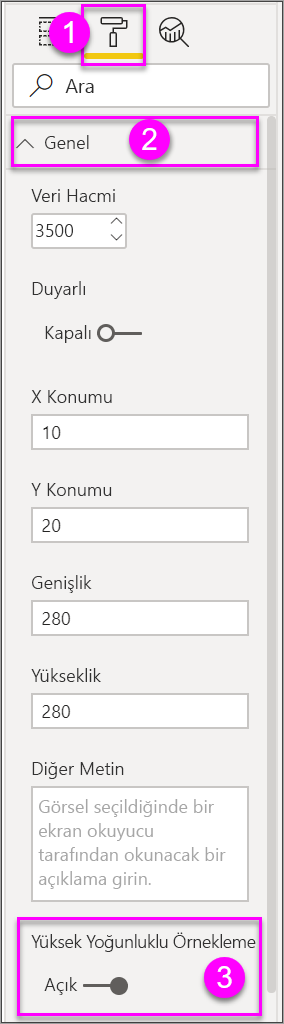 1
Ara
Genel
2
Veri Hacmi
3500
Duyarlı
Kapalı
X Konumu
10
Y Konumu
20
Genişlik
280
Yükseklik
280
Diğer Metin
Görsel seçildiğinde bir
ekran okuyucu
tarafından okunacak bir
açıklama girin.
Yüksek Yoğunluklu Örnekleme
Açık
3